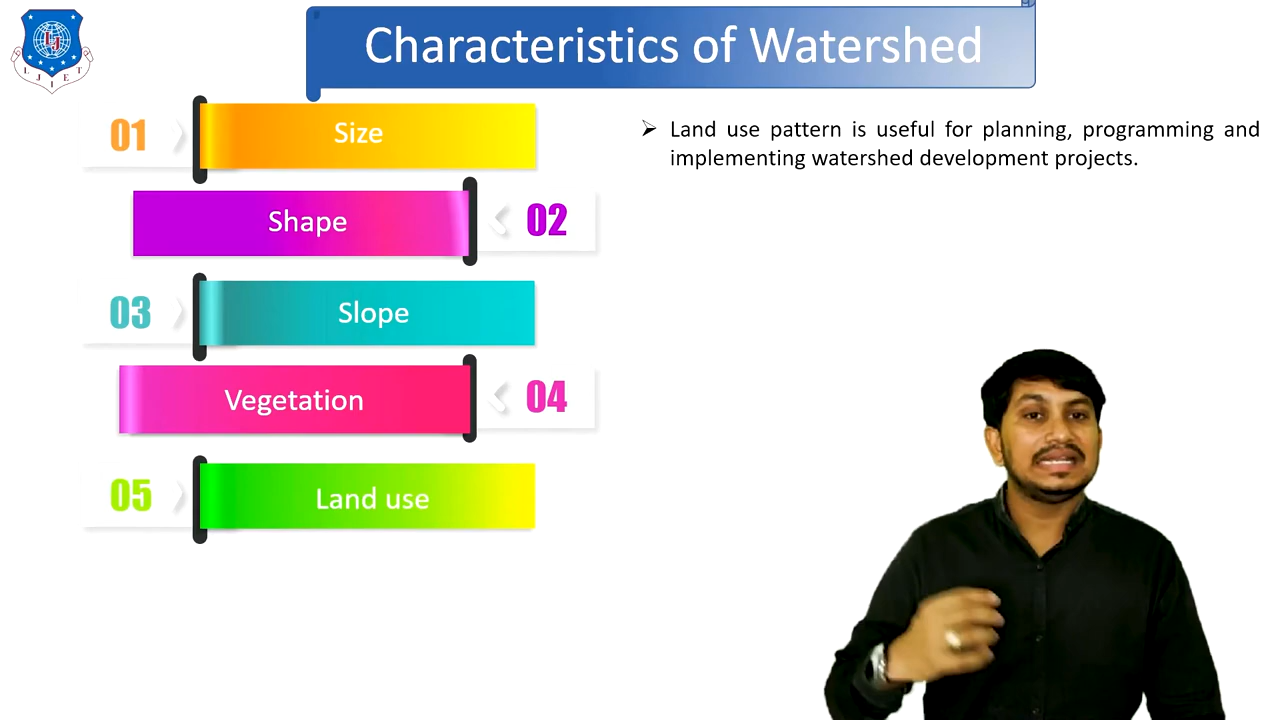 LJIET
Characteristics of Watershed
01
Size
Shape
02
03
Slope
Vegetation
04
05
Land use
Land use pattern is useful for planning, programming and
implementing watershed development projects.